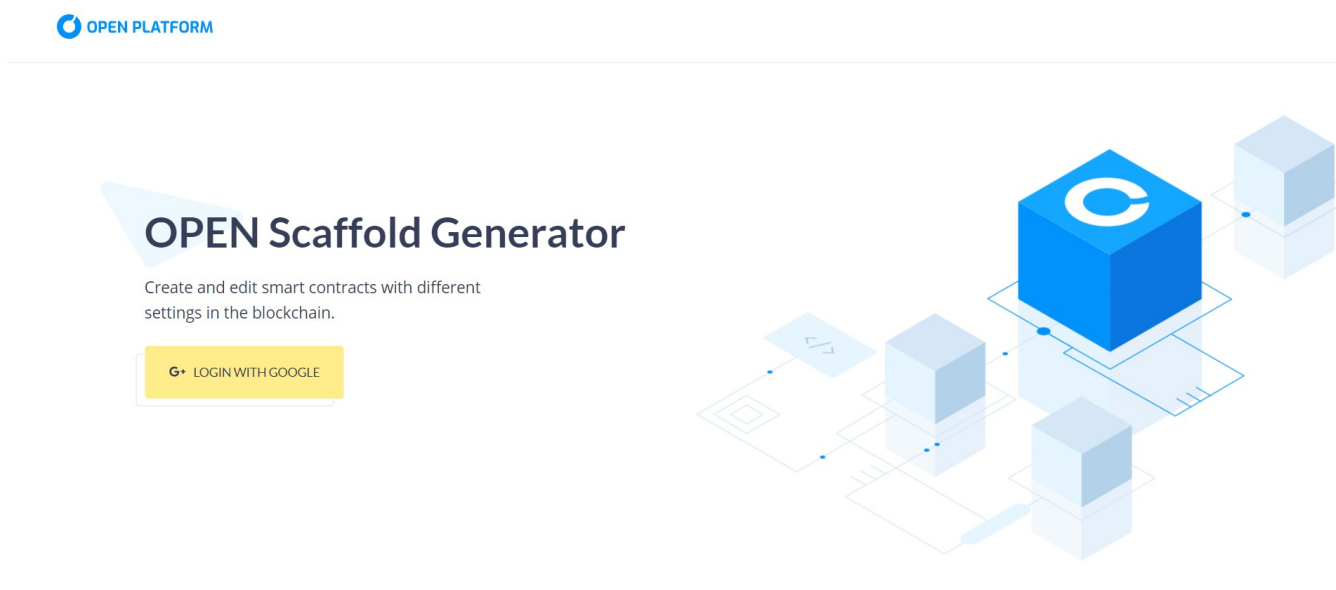 OPEN PLATFORM
OPEN Scaffold Generator
Create and edit smart contracts with different
settings in the blockchain.
G+ LOGIN WITH GOOGLE
</>